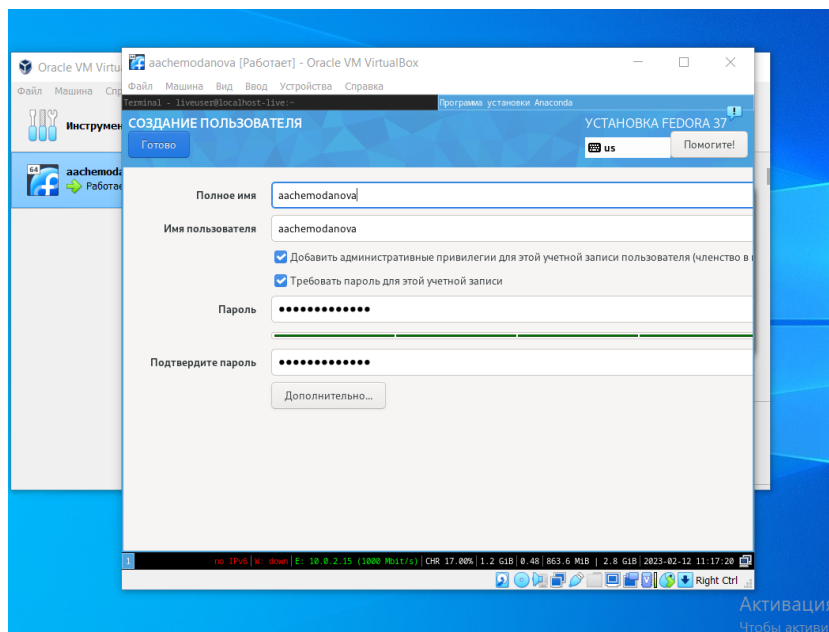 Oracle VM Virtu
aachemodanova [Работает] - Oracle VM VirtualBox
Файл Машина Спр
Файл Машина Вид Ввод Устройства Справка
Terminal - liveuser@localhost-live:~
Программа установки Anaconda
Инструмен
СОЗДАНИЕ ПОЛЬЗОВАТЕЛЯ
УСТАНОВКА FEDORA 37
Готово
us
Помогите!
64
aachemoda
Работае
Полное имя
aachemodanova
Имя пользователя
aachemodanova
Добавить административные привилегии для этой учетной записи пользователя (членство в
Требовать пароль для этой учетной записи
Пароль
•••••••••••••
Подтвердите пароль
•••••••••••••
Дополнительно...
1
no IPv6|W: down|E: 10.0.2.15 (1000 Mbit/s)|CHR 17.00%|1.2 GiB|0.48|863.6 MiB | 2.8 GiB|2023-02-12 11:17:20
Right Ctrl
Активация
Чтобы активи